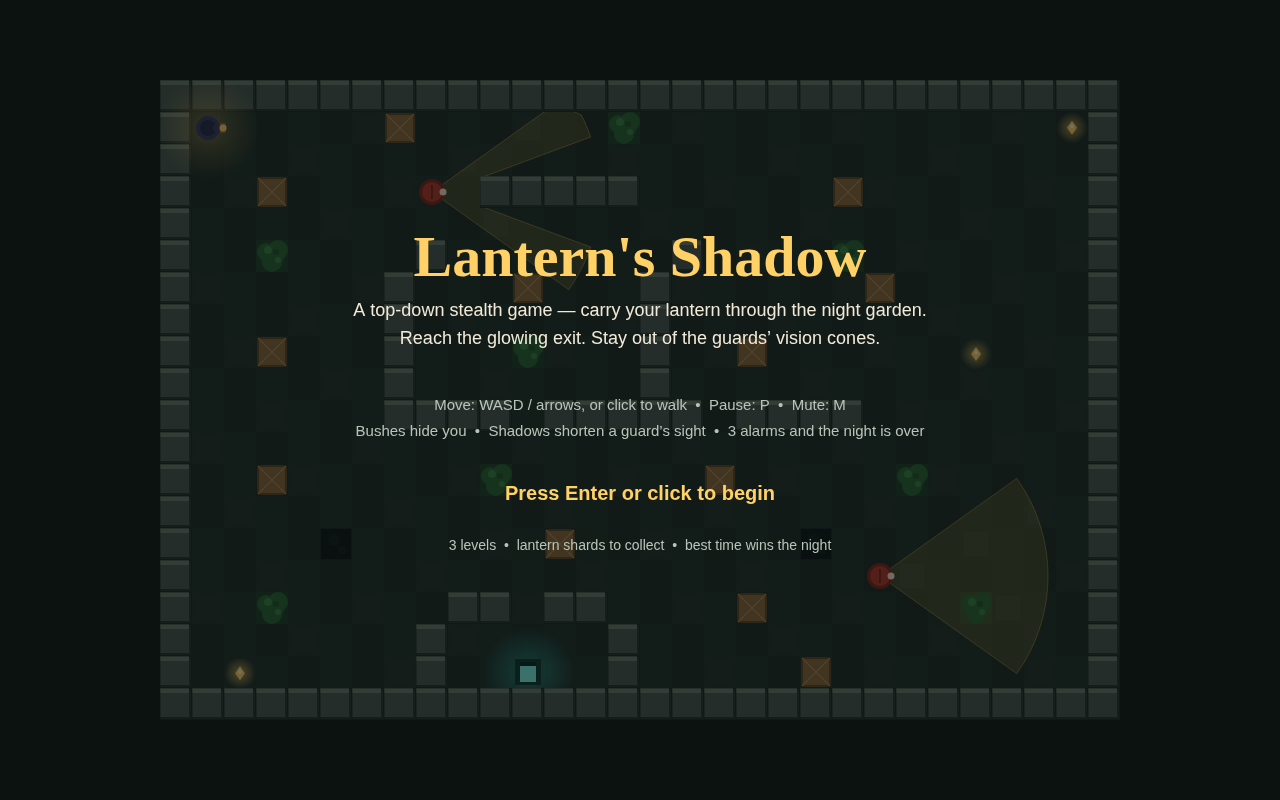 Lantern's Shadow
A top-down stealth game — carry your lantern through the night garden.
Reach the glowing exit. Stay out of the guards’ vision cones.
Move: WASD / arrows, or click to walk • Pause: P • Mute: M
Bushes hide you • Shadows shorten a guard’s sight • 3 alarms and the night is over
Press Enter or click to begin
3 levels • lantern shards to collect • best time wins the night